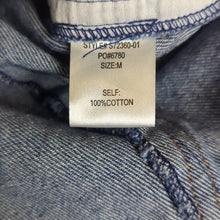 STYLE# S72360-01
PO#6780
SIZE:M
SELF:
100%COTTON